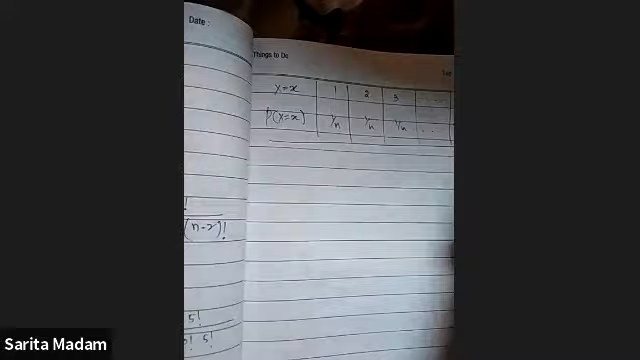 Date :
Things to Do
X=x 1 2 3
P(X=x) 1/n 1/n 1/n ..
!
(n-r)!
5!
! 5!
Sarita Madam